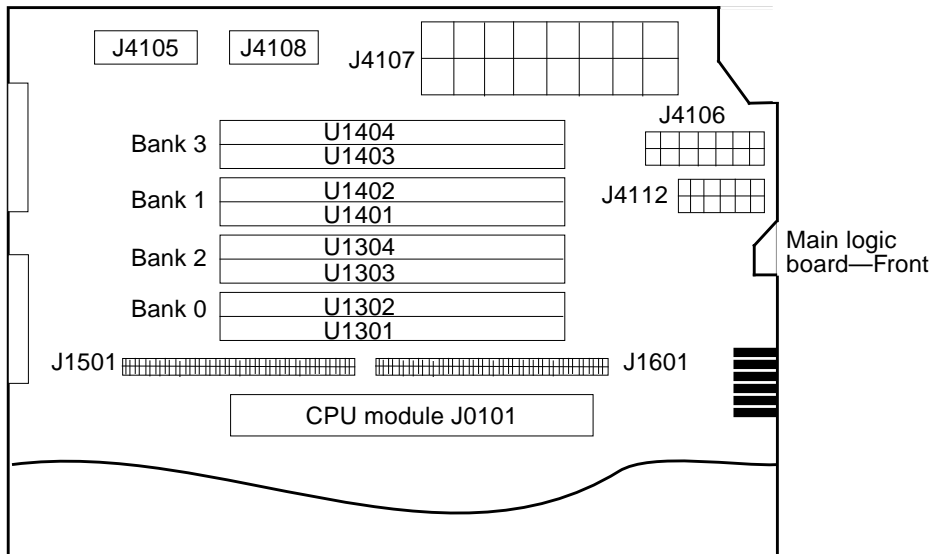 J4105
J4108
J4107
J4106
Bank 3
U1404
U1403
J4112
Bank 1
U1402
U1401
Bank 2
U1304
U1303
Main logic
board—Front
Bank 0
U1302
U1301
J1501
J1601
CPU module J0101